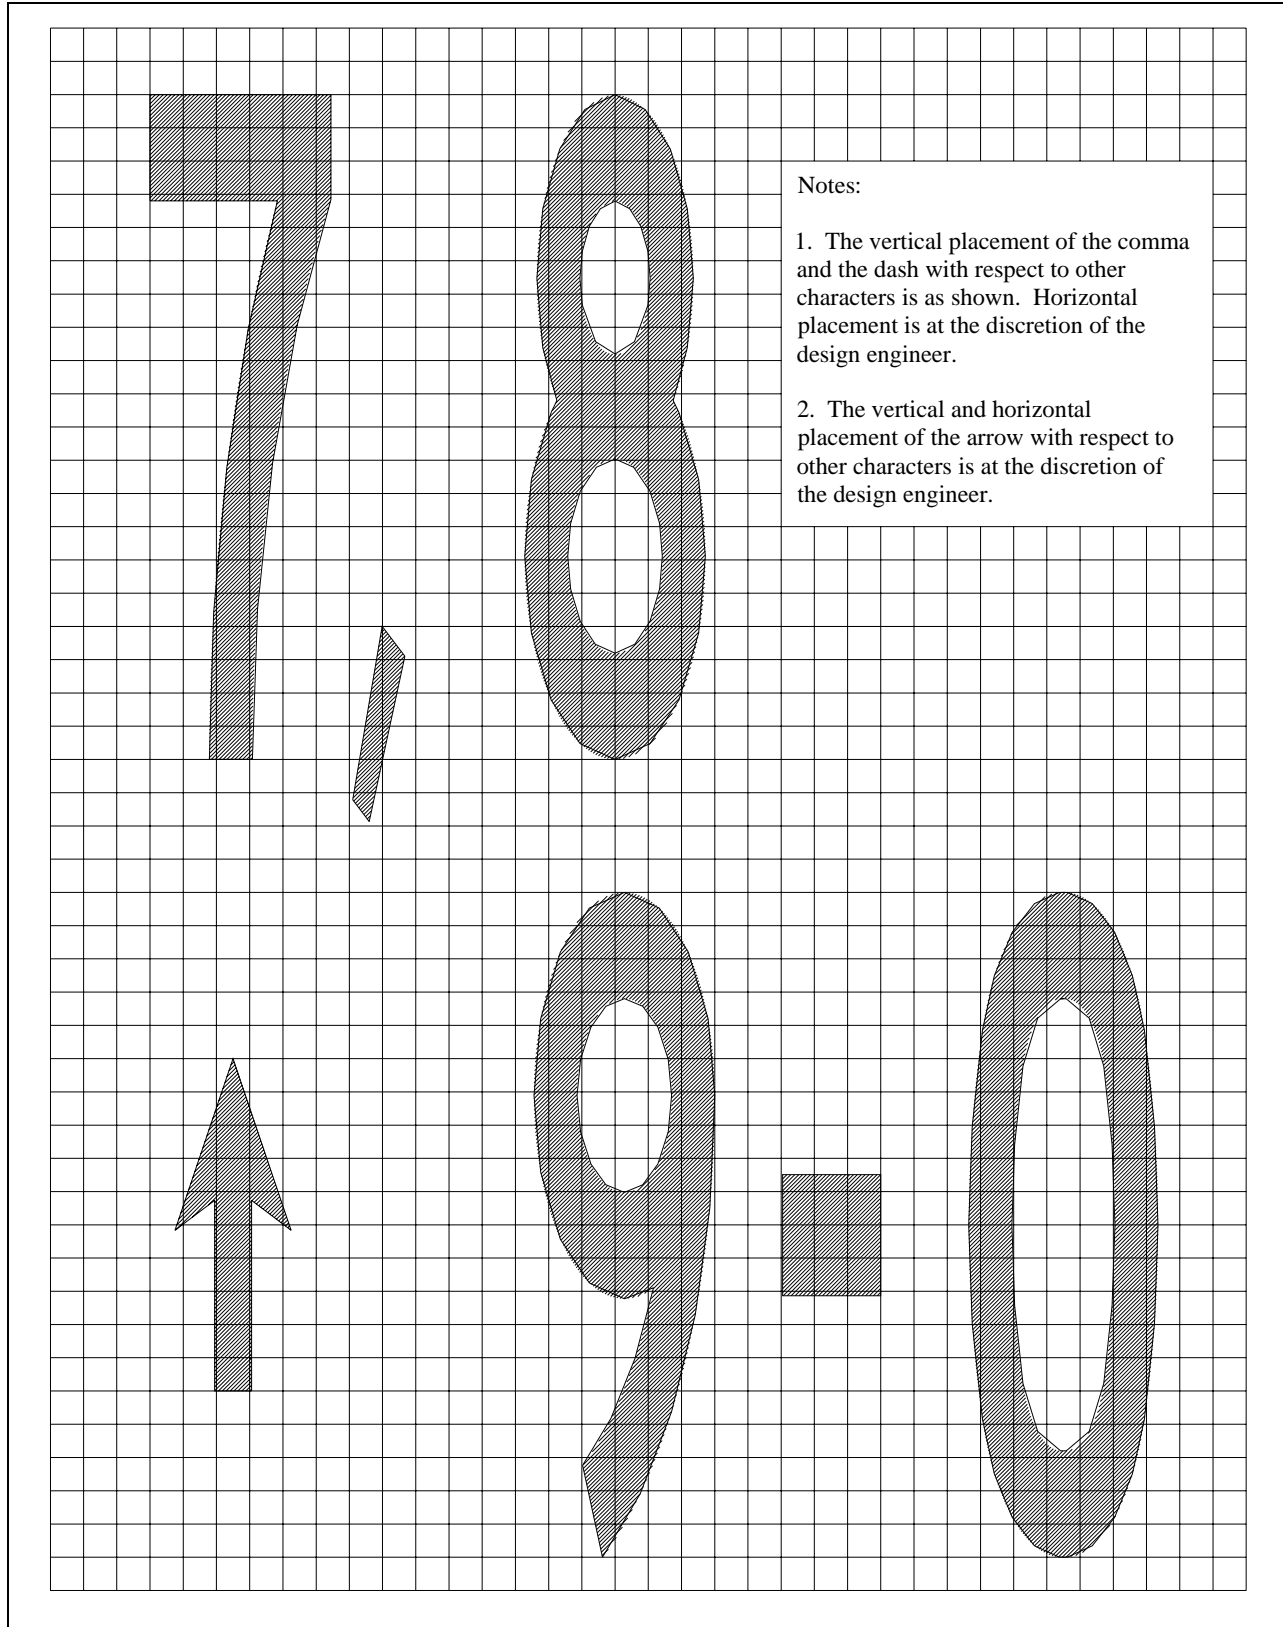 7, 8
Notes:
1. The vertical placement of the comma
and the dash with respect to other
characters is as shown. Horizontal
placement is at the discretion of the
design engineer.
2. The vertical and horizontal
placement of the arrow with respect to
other characters is at the discretion of
the design engineer.
↑ 9 - 0